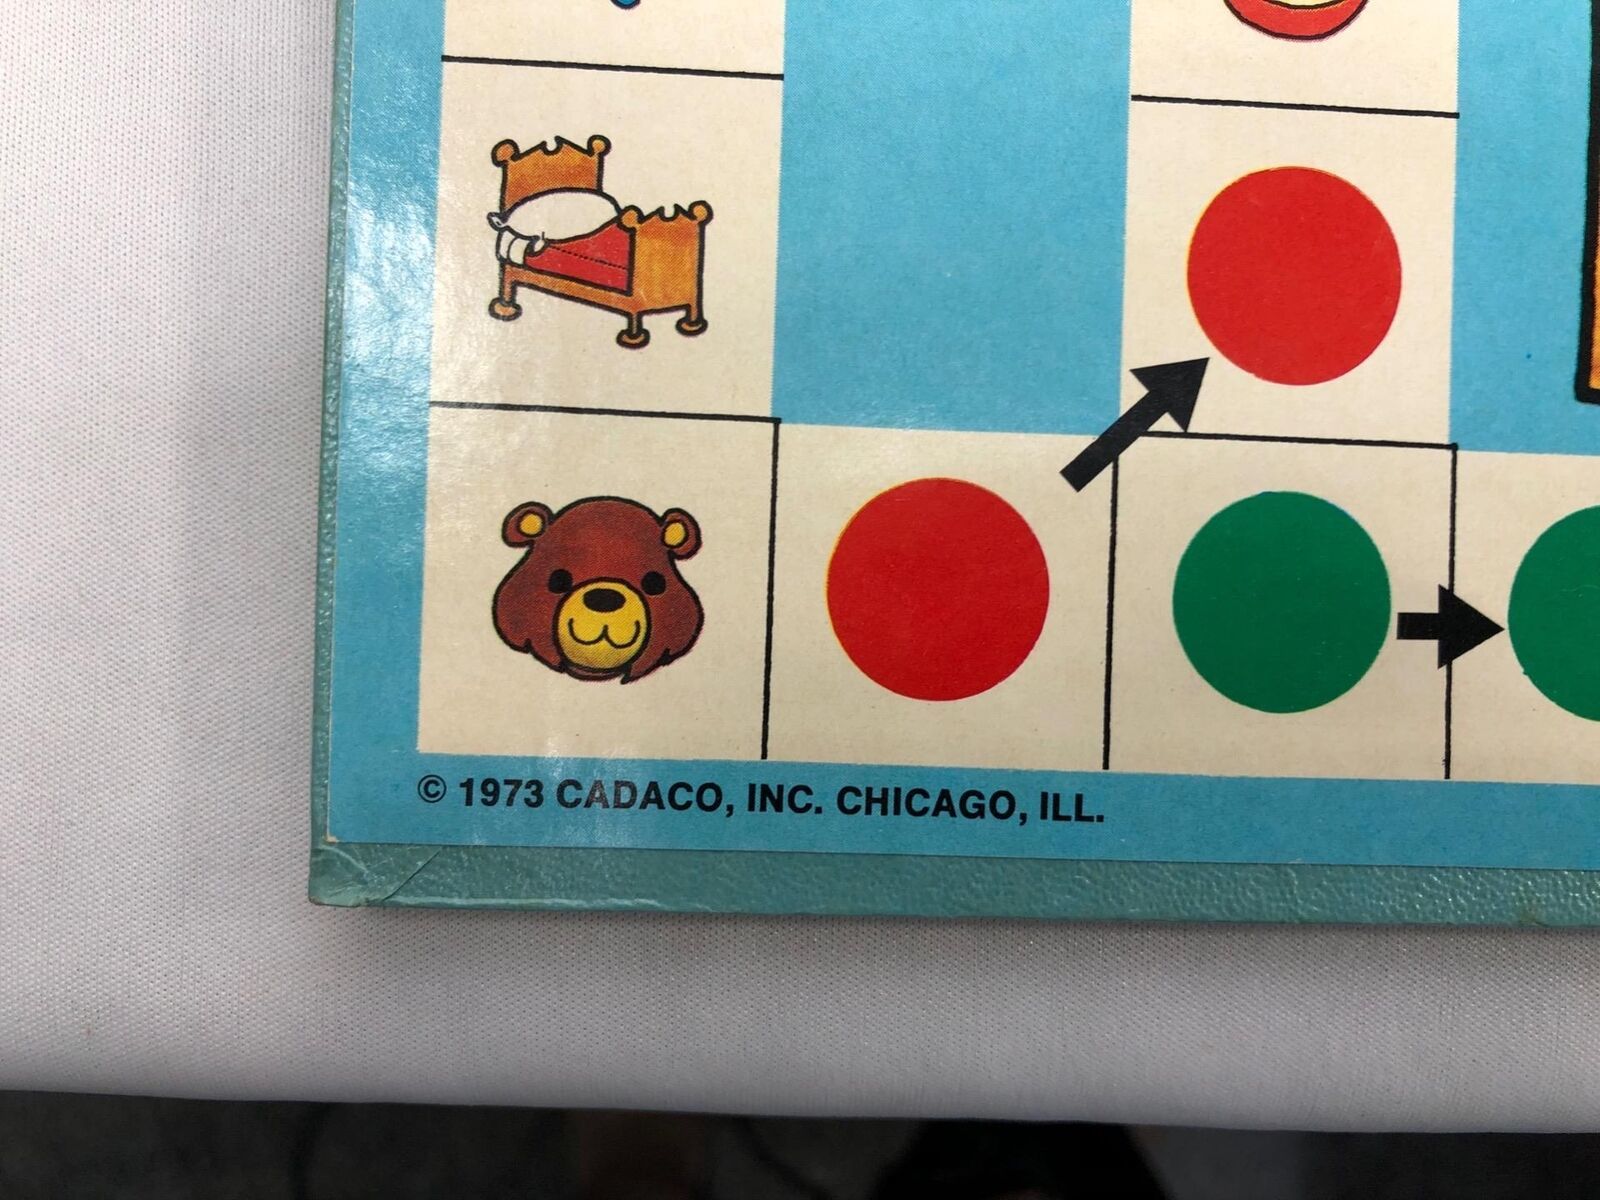 © 1973 CADACO, INC. CHICAGO, ILL.